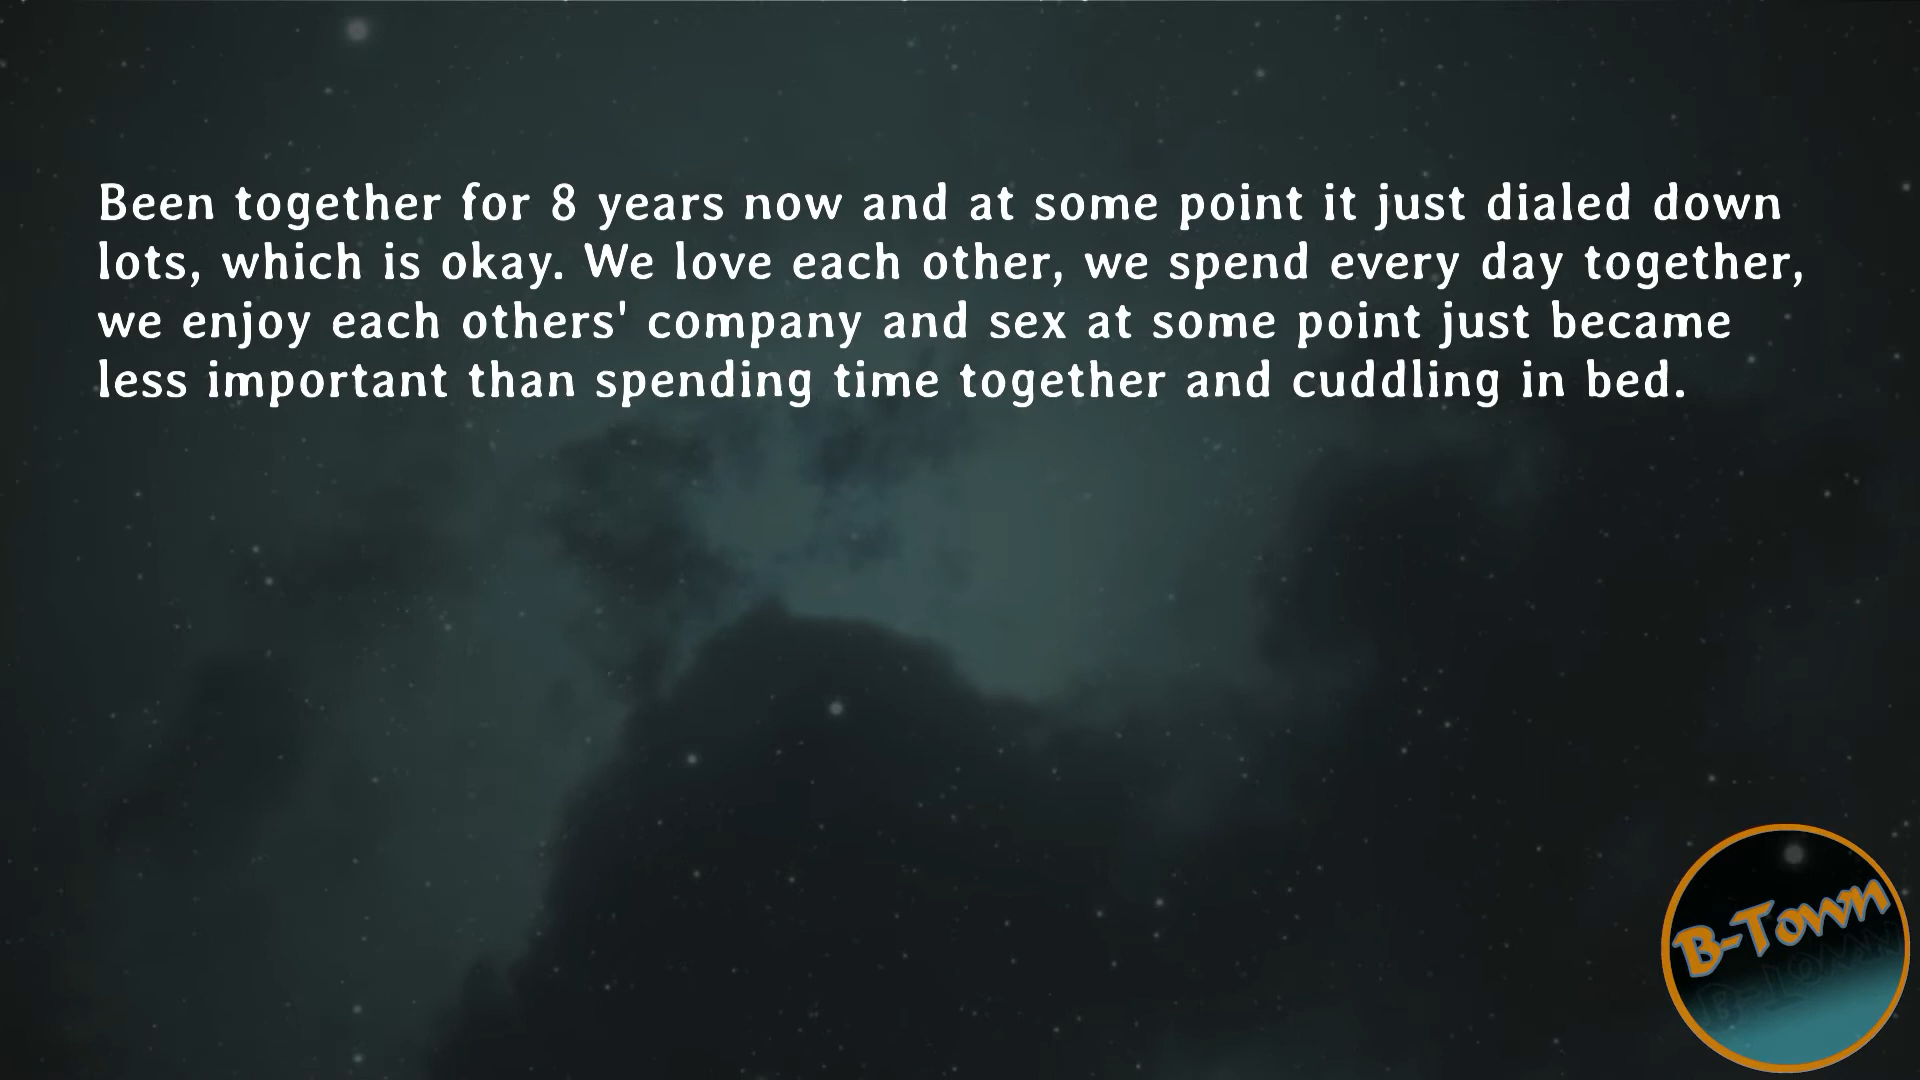 Been together for 8 years now and at some point it just dialed down
lots, which is okay. We love each other, we spend every day together,
we enjoy each others' company and sex at some point just became
less important than spending time together and cuddling in bed.
B-Town